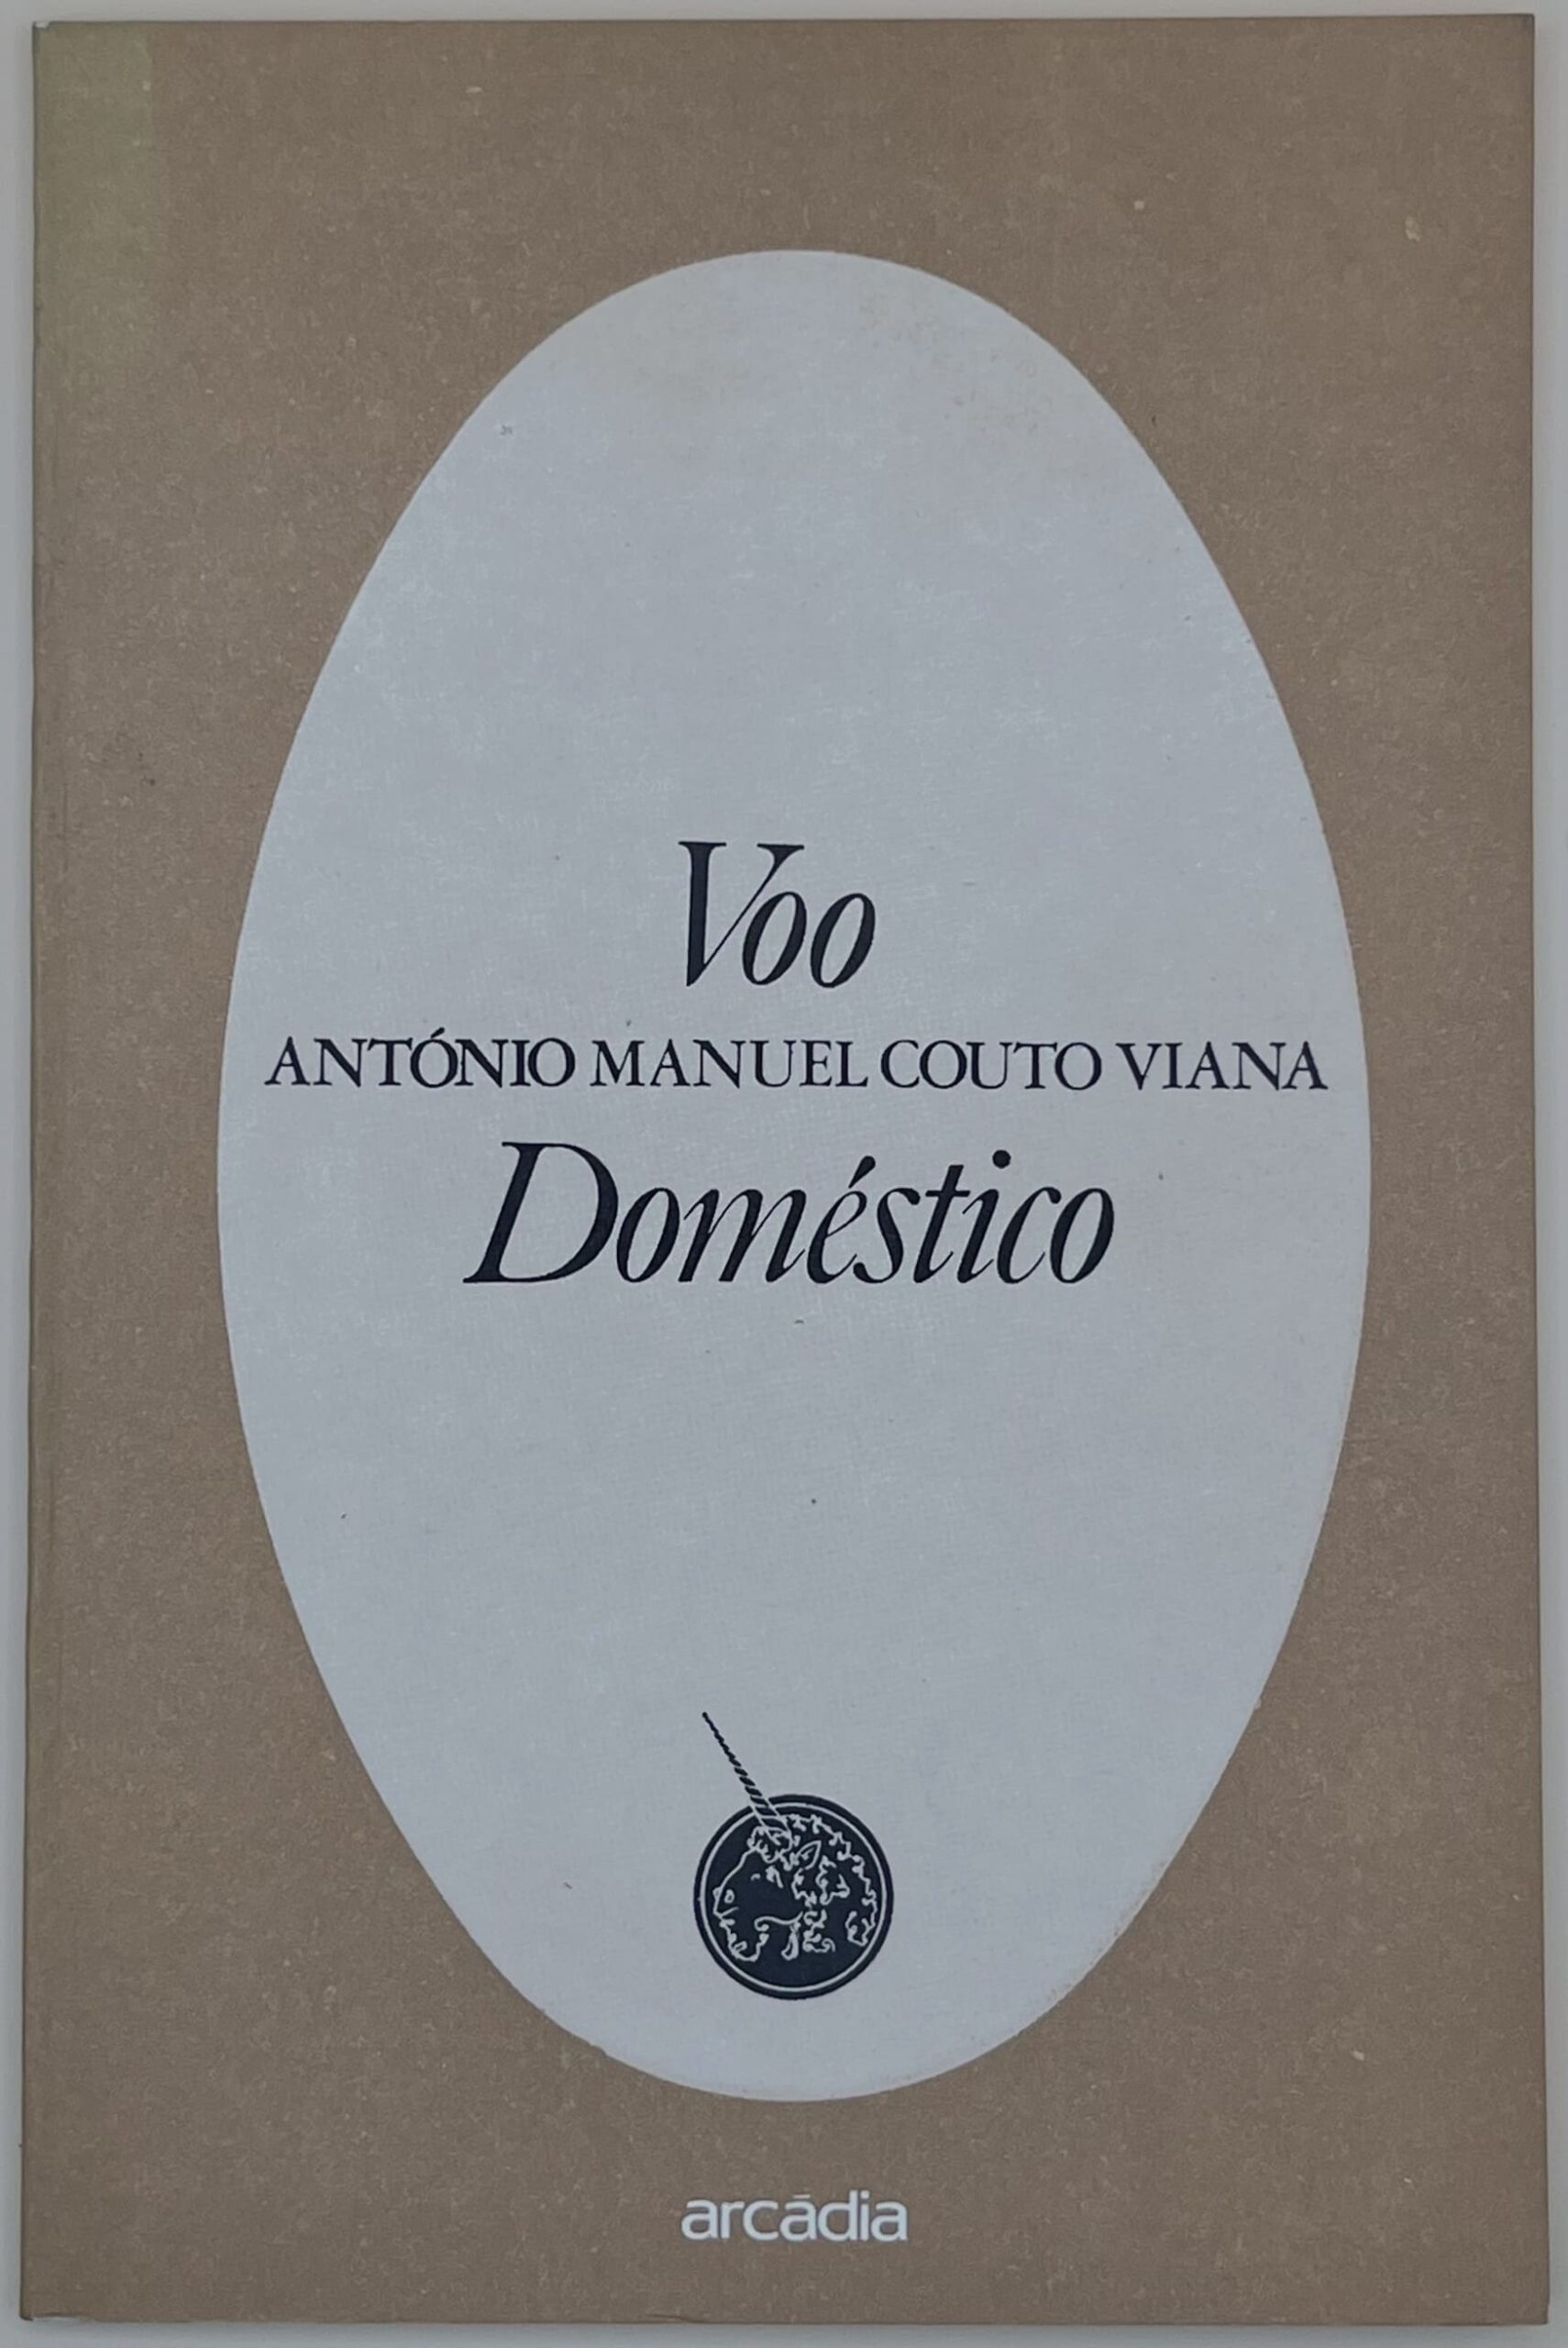 Voo
ANTÓNIO MANUEL COUTO VIANA
Doméstico
arcádia